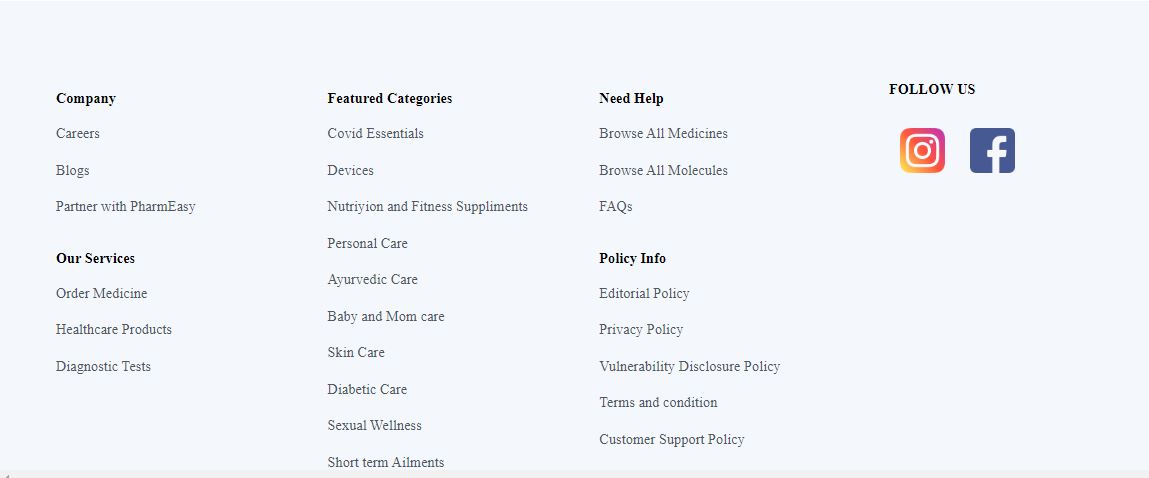 Company
Careers
Blogs
Partner with PharmEasy
Our Services
Order Medicine
Healthcare Products
Diagnostic Tests
Featured Categories
Covid Essentials
Devices
Nutriyion and Fitness Suppliments
Personal Care
Ayurvedic Care
Baby and Mom care
Skin Care
Diabetic Care
Sexual Wellness
Short term Ailments
Need Help
Browse All Medicines
Browse All Molecules
FAQs
Policy Info
Editorial Policy
Privacy Policy
Vulnerability Disclosure Policy
Terms and condition
Customer Support Policy
FOLLOW US